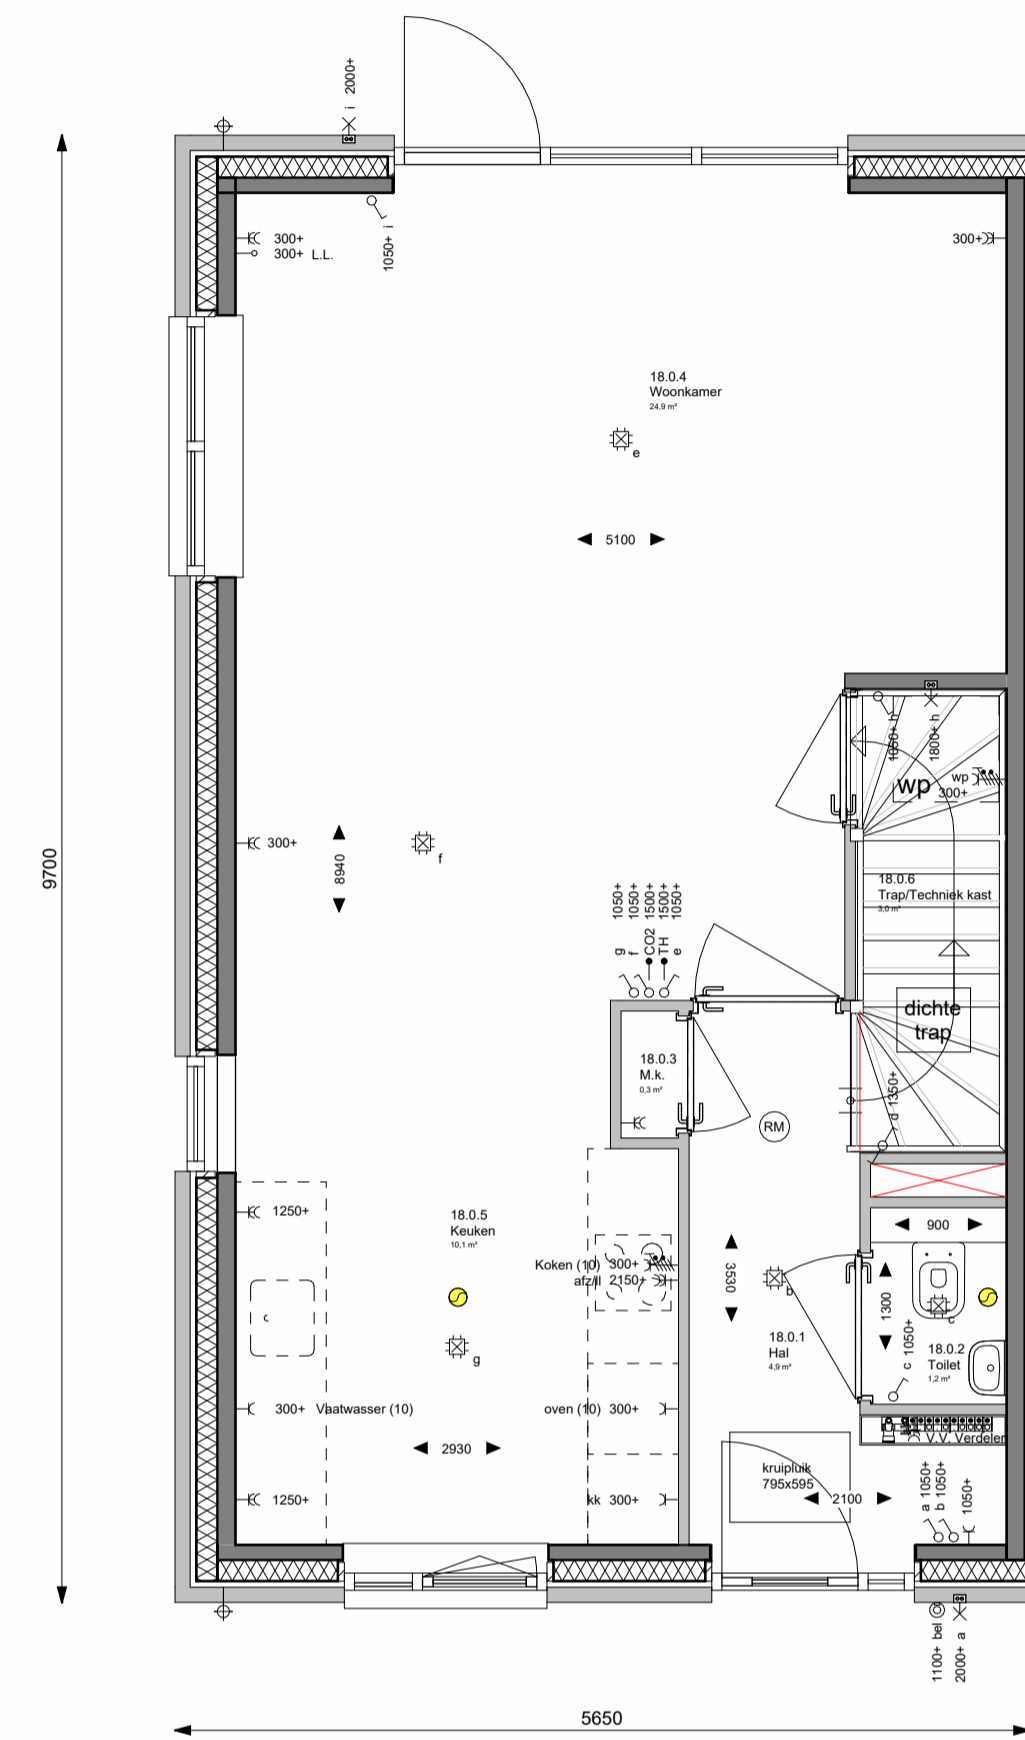 i 2000+
300+
300+ L.L.
1050+ i
300+
18.0.4
Woonkamer
24,9 m²
e
5100
1050+ h
1800+ h
wp
wp
300+
300+
8940
f
9700
18.0.6
Trap/Techniek kast
3,0 m²
g 1050+
f 1050+
CO2 1500+
TH 1500+
e 1050+
dichte
trap
18.0.3
M.k.
0,3 m²
d 1350+
RM
1250+
18.0.5
Keuken
10,1 m²
Koken (10) 300+
afz/ll 2150+
900
3530
b
1300
c
c
18.0.1
Hal
4,9 m²
c 1050+
18.0.2
Toilet
1,2 m²
g
300+ Vaatwasser (10)
oven (10) 300+
V.V. Verdeler
2930
kruipluik
795x595
2100
a 1050+
b 1050+
1050+
1250+
kk 300+
1100+ bel
2000+ a
5650